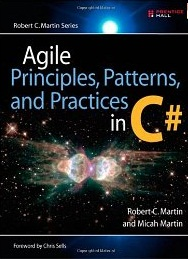 Robert C. Martin Series
PRENTICE
HALL
Agile
Principles, Patterns,
and Practices
in C#
Robert C. Martin
and Micah Martin
Foreword by Chris Sells